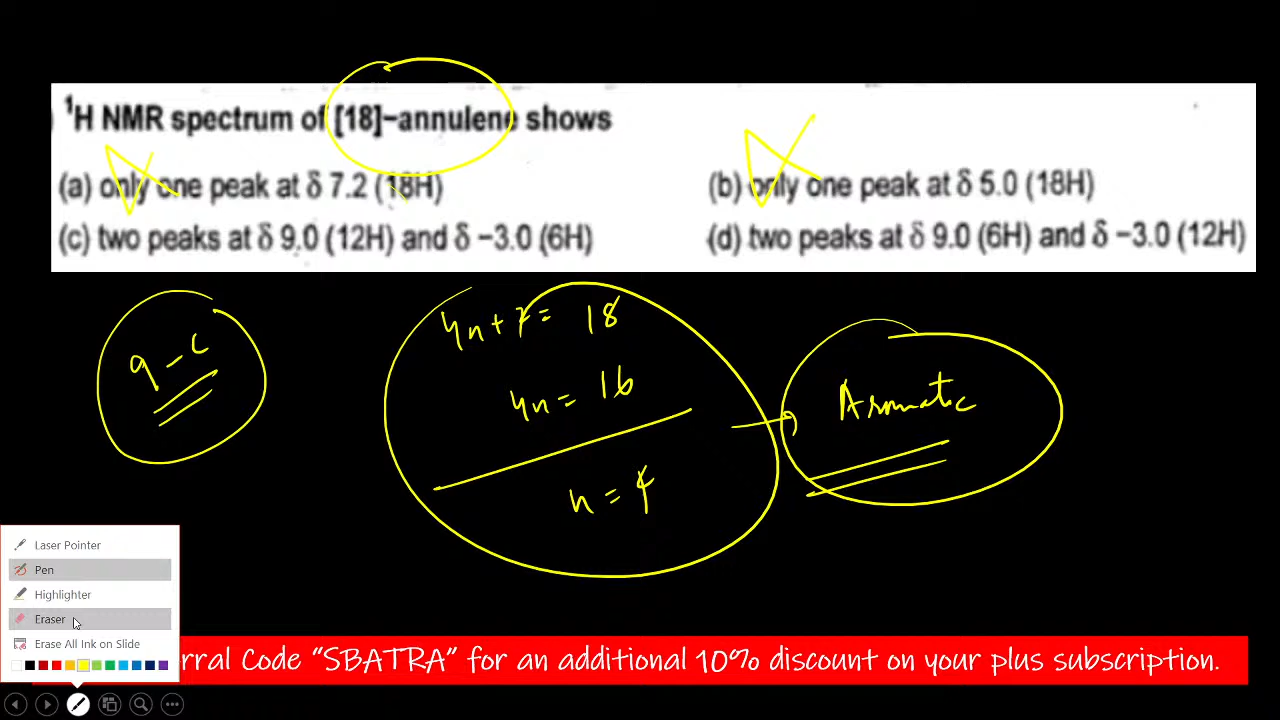 ¹H NMR spectrum of [18]–annulene shows
(a) only one peak at δ 7.2 (18H)
(b) only one peak at δ 5.0 (18H)
(c) two peaks at δ 9.0 (12H) and δ –3.0 (6H)
(d) two peaks at δ 9.0 (6H) and δ –3.0 (12H)
4n+2= 18
4n = 16
n = 4
Aromatic
Laser Pointer
Pen
Highlighter
Eraser
Erase All Ink on Slide
rral Code “SBATRA” for an additional 10% discount on your plus subscription.